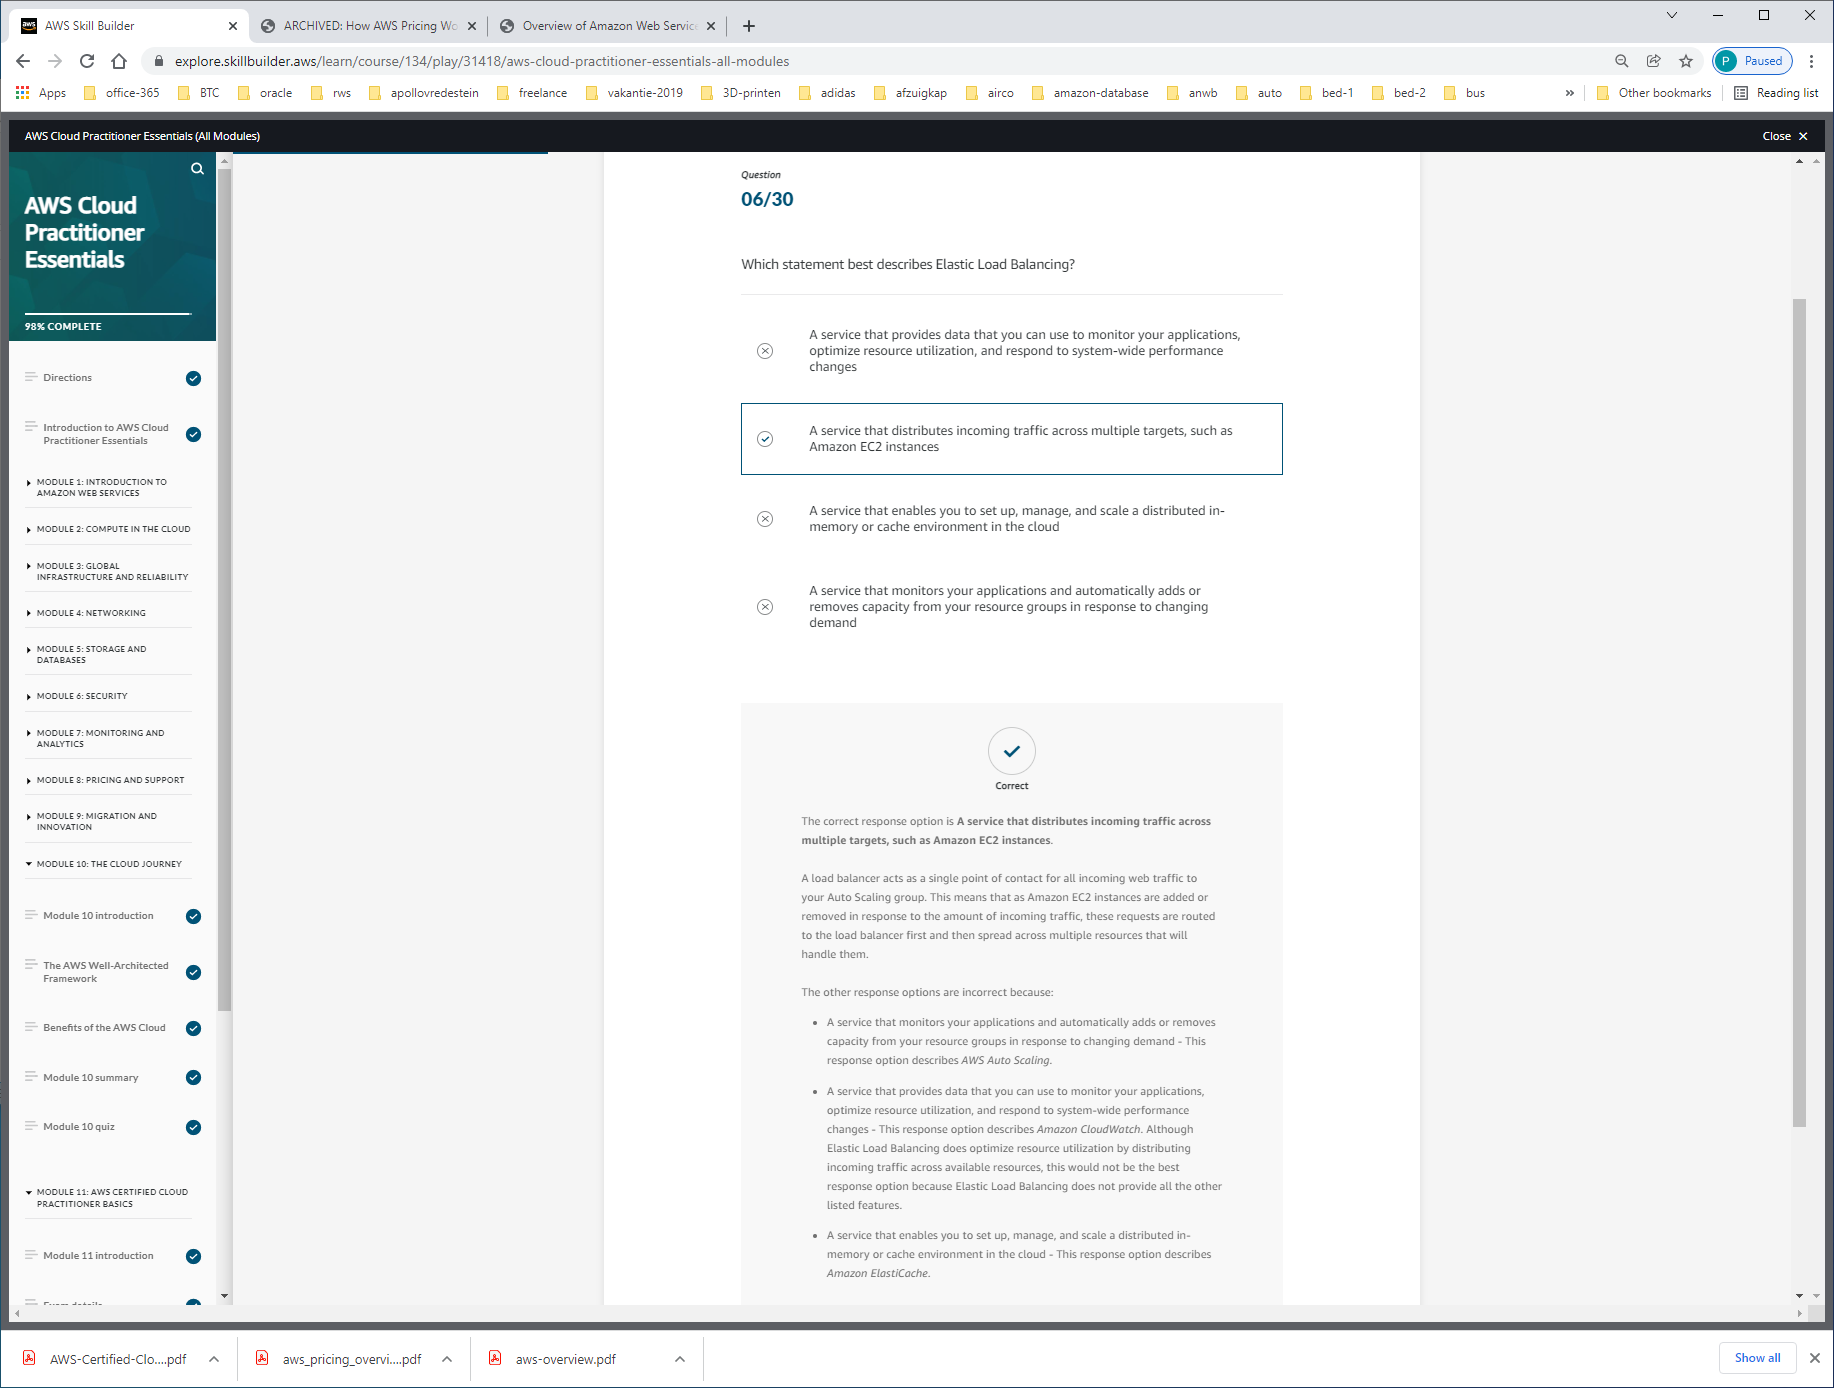 AWS Skill Builder
ARCHIVED: How AWS Pricing Wo
Overview of Amazon Web Service
explore.skillbuilder.aws/learn/course/134/play/31418/aws-cloud-practitioner-essentials-all-modules
P Paused
Apps office-365 BTC oracle rws apollovredestein freelance vakantie-2019 3D-printen adidas afzuigkap airco amazon-database anwb auto bed-1 bed-2 bus » Other bookmarks Reading list
AWS Cloud Practitioner Essentials (All Modules)
Close
AWS Cloud
Practitioner
Essentials
98% COMPLETE
Directions
Introduction to AWS Cloud
Practitioner Essentials
MODULE 1: INTRODUCTION TO
AMAZON WEB SERVICES
MODULE 2: COMPUTE IN THE CLOUD
MODULE 3: GLOBAL
INFRASTRUCTURE AND RELIABILITY
MODULE 4: NETWORKING
MODULE 5: STORAGE AND
DATABASES
MODULE 6: SECURITY
MODULE 7: MONITORING AND
ANALYTICS
MODULE 8: PRICING AND SUPPORT
MODULE 9: MIGRATION AND
INNOVATION
MODULE 10: THE CLOUD JOURNEY
Module 10 introduction
The AWS Well-Architected
Framework
Benefits of the AWS Cloud
Module 10 summary
Module 10 quiz
MODULE 11: AWS CERTIFIED CLOUD
PRACTITIONER BASICS
Module 11 introduction
Exam details
Question
06/30
Which statement best describes Elastic Load Balancing?
A service that provides data that you can use to monitor your applications,
optimize resource utilization, and respond to system-wide performance
changes
A service that distributes incoming traffic across multiple targets, such as
Amazon EC2 instances
A service that enables you to set up, manage, and scale a distributed in-
memory or cache environment in the cloud
A service that monitors your applications and automatically adds or
removes capacity from your resource groups in response to changing
demand
Correct
The correct response option is A service that distributes incoming traffic across
multiple targets, such as Amazon EC2 instances.
A load balancer acts as a single point of contact for all incoming web traffic to
your Auto Scaling group. This means that as Amazon EC2 instances are added or
removed in response to the amount of incoming traffic, these requests are routed
to the load balancer first and then spread across multiple resources that will
handle them.
The other response options are incorrect because:
• A service that monitors your applications and automatically adds or removes
capacity from your resource groups in response to changing demand - This
response option describes AWS Auto Scaling.
• A service that provides data that you can use to monitor your applications,
optimize resource utilization, and respond to system-wide performance
changes - This response option describes Amazon CloudWatch. Although
Elastic Load Balancing does optimize resource utilization by distributing
incoming traffic across available resources, this would not be the best
response option because Elastic Load Balancing does not provide all the other
listed features.
• A service that enables you to set up, manage, and scale a distributed in-
memory or cache environment in the cloud - This response option describes
Amazon ElastiCache.
AWS-Certified-Clo....pdf
aws_pricing_overvi....pdf
aws-overview.pdf
Show all